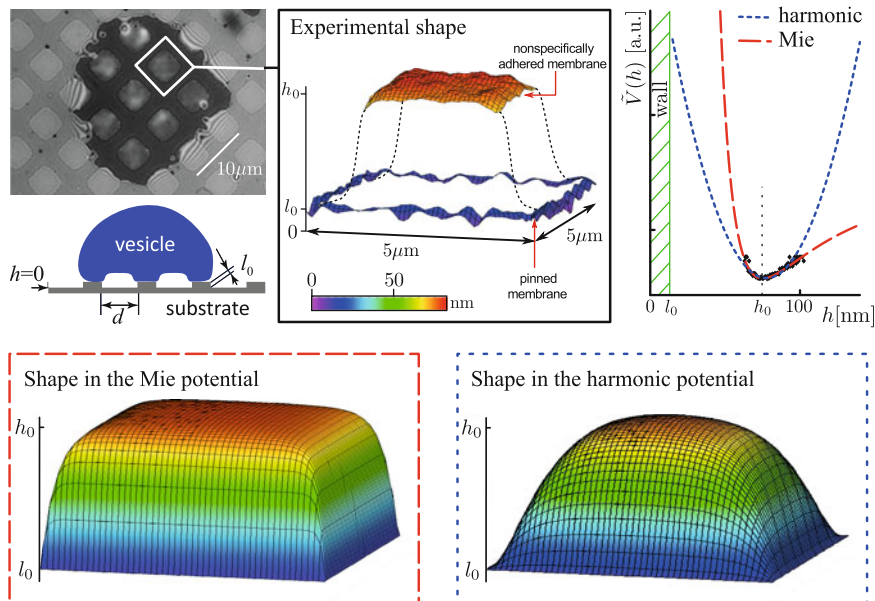 10μm
vesicle
h=0
l₀
d
substrate
Experimental shape
nonspecifically
adhered membrane
h₀
l₀
0
5μm
5μm
pinned
membrane
0
50
nm
harmonic
Mie
Ṽ(h) [a.u.]
wall
0
l₀
h₀
100
h[nm]
Shape in the Mie potential
h₀
l₀
Shape in the harmonic potential
h₀
l₀